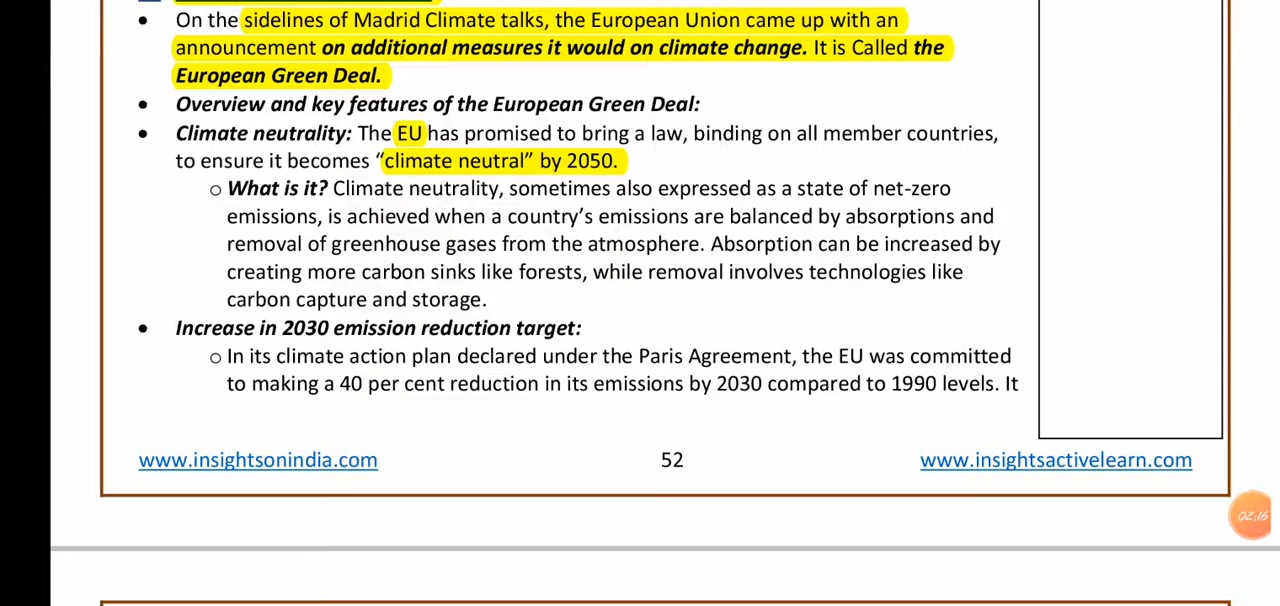 • On the sidelines of Madrid Climate talks, the European Union came up with an
announcement on additional measures it would on climate change. It is Called the
European Green Deal.
• Overview and key features of the European Green Deal:
• Climate neutrality: The EU has promised to bring a law, binding on all member countries,
to ensure it becomes “climate neutral” by 2050.
o What is it? Climate neutrality, sometimes also expressed as a state of net-zero
emissions, is achieved when a country’s emissions are balanced by absorptions and
removal of greenhouse gases from the atmosphere. Absorption can be increased by
creating more carbon sinks like forests, while removal involves technologies like
carbon capture and storage.
• Increase in 2030 emission reduction target:
o In its climate action plan declared under the Paris Agreement, the EU was committed
to making a 40 per cent reduction in its emissions by 2030 compared to 1990 levels. It
www.insightsonindia.com 52 www.insightsactivelearn.com
02:16